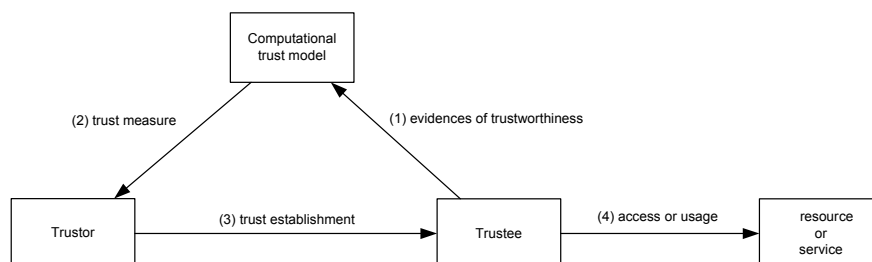 Computational
trust model
(2) trust measure
(1) evidences of trustworthiness
Trustor
(3) trust establishment
Trustee
(4) access or usage
resource
or
service